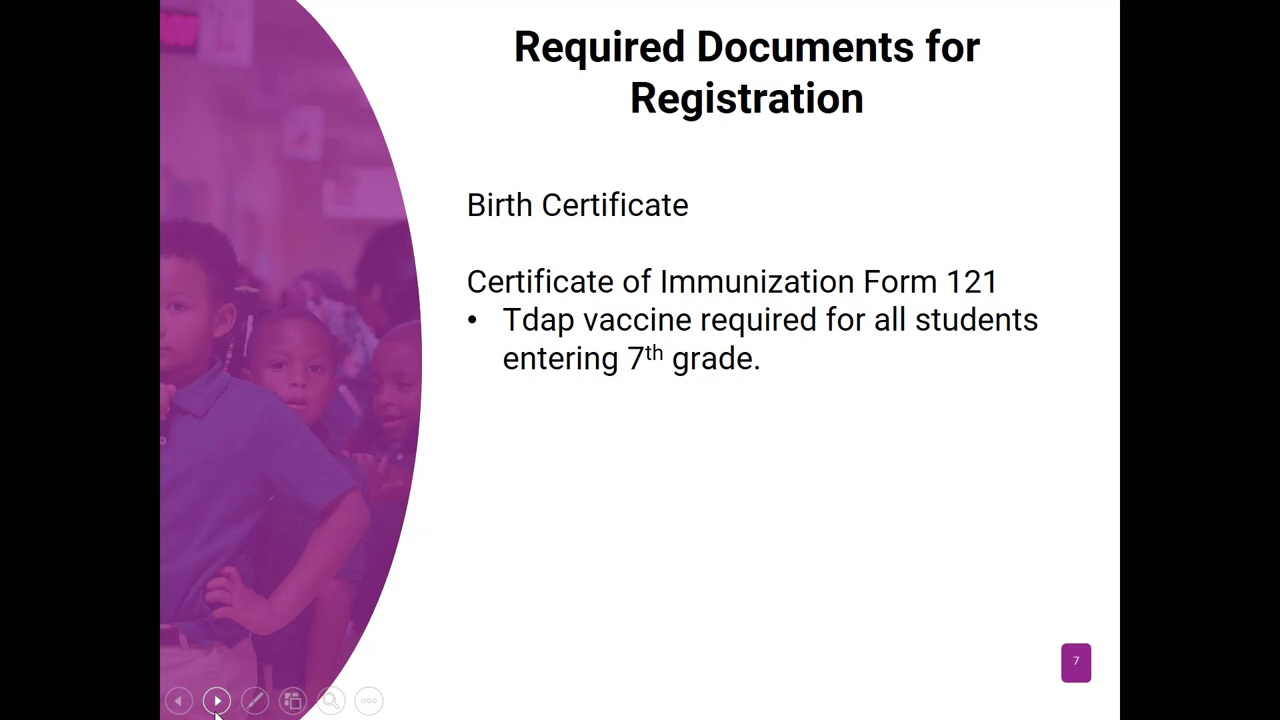 Required Documents for
Registration
Birth Certificate
Certificate of Immunization Form 121
• Tdap vaccine required for all students
entering 7th grade.
7